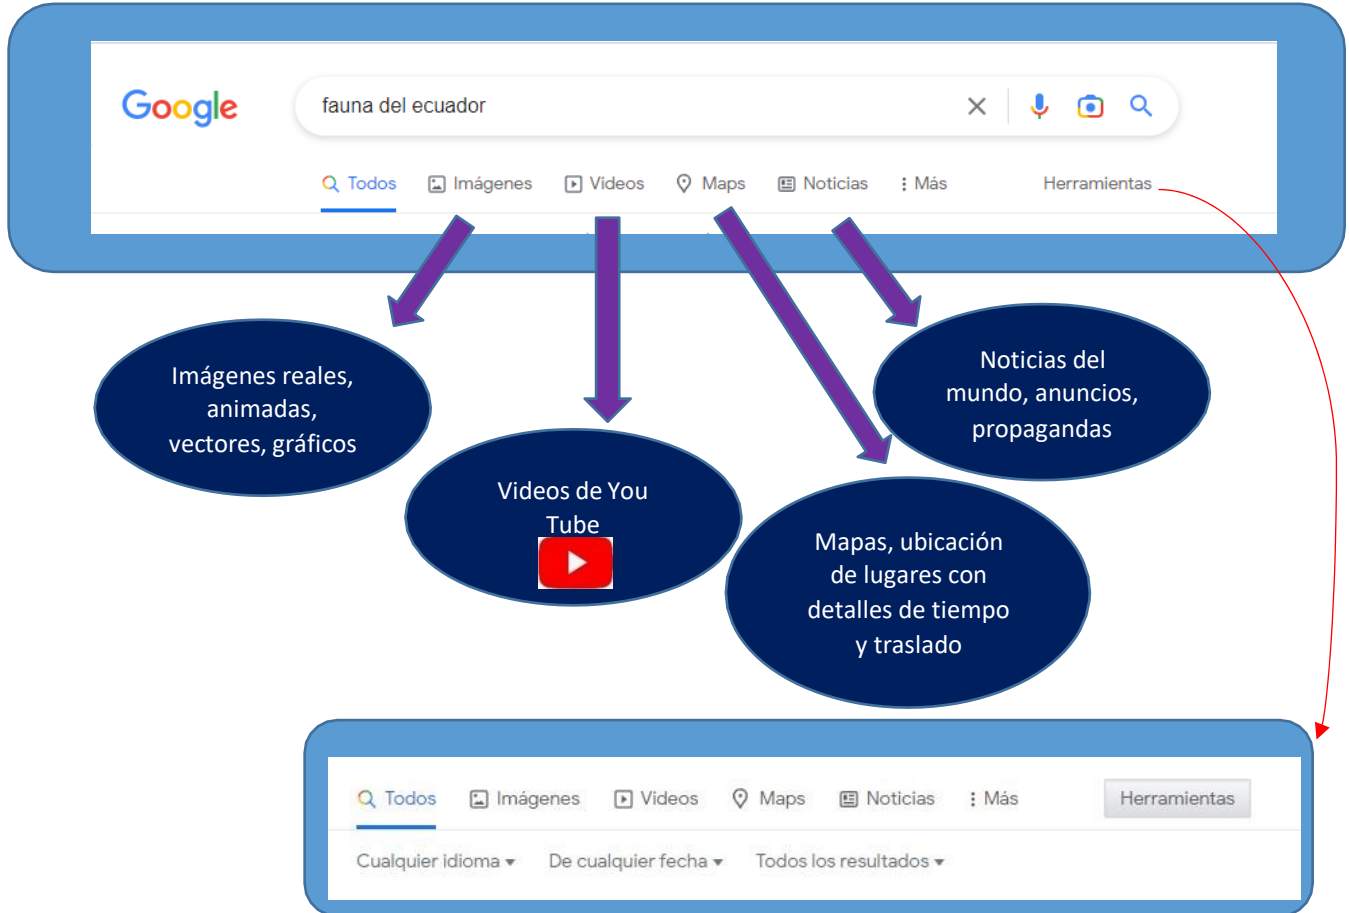 Google
fauna del ecuador
Todos Imágenes Videos Maps Noticias Más Herramientas
Imágenes reales,
animadas,
vectores, gráficos
Videos de You
Tube
Mapas, ubicación
de lugares con
detalles de tiempo
y traslado
Noticias del
mundo, anuncios,
propagandas
Todos Imágenes Videos Maps Noticias Más Herramientas
Cualquier idioma De cualquier fecha Todos los resultados